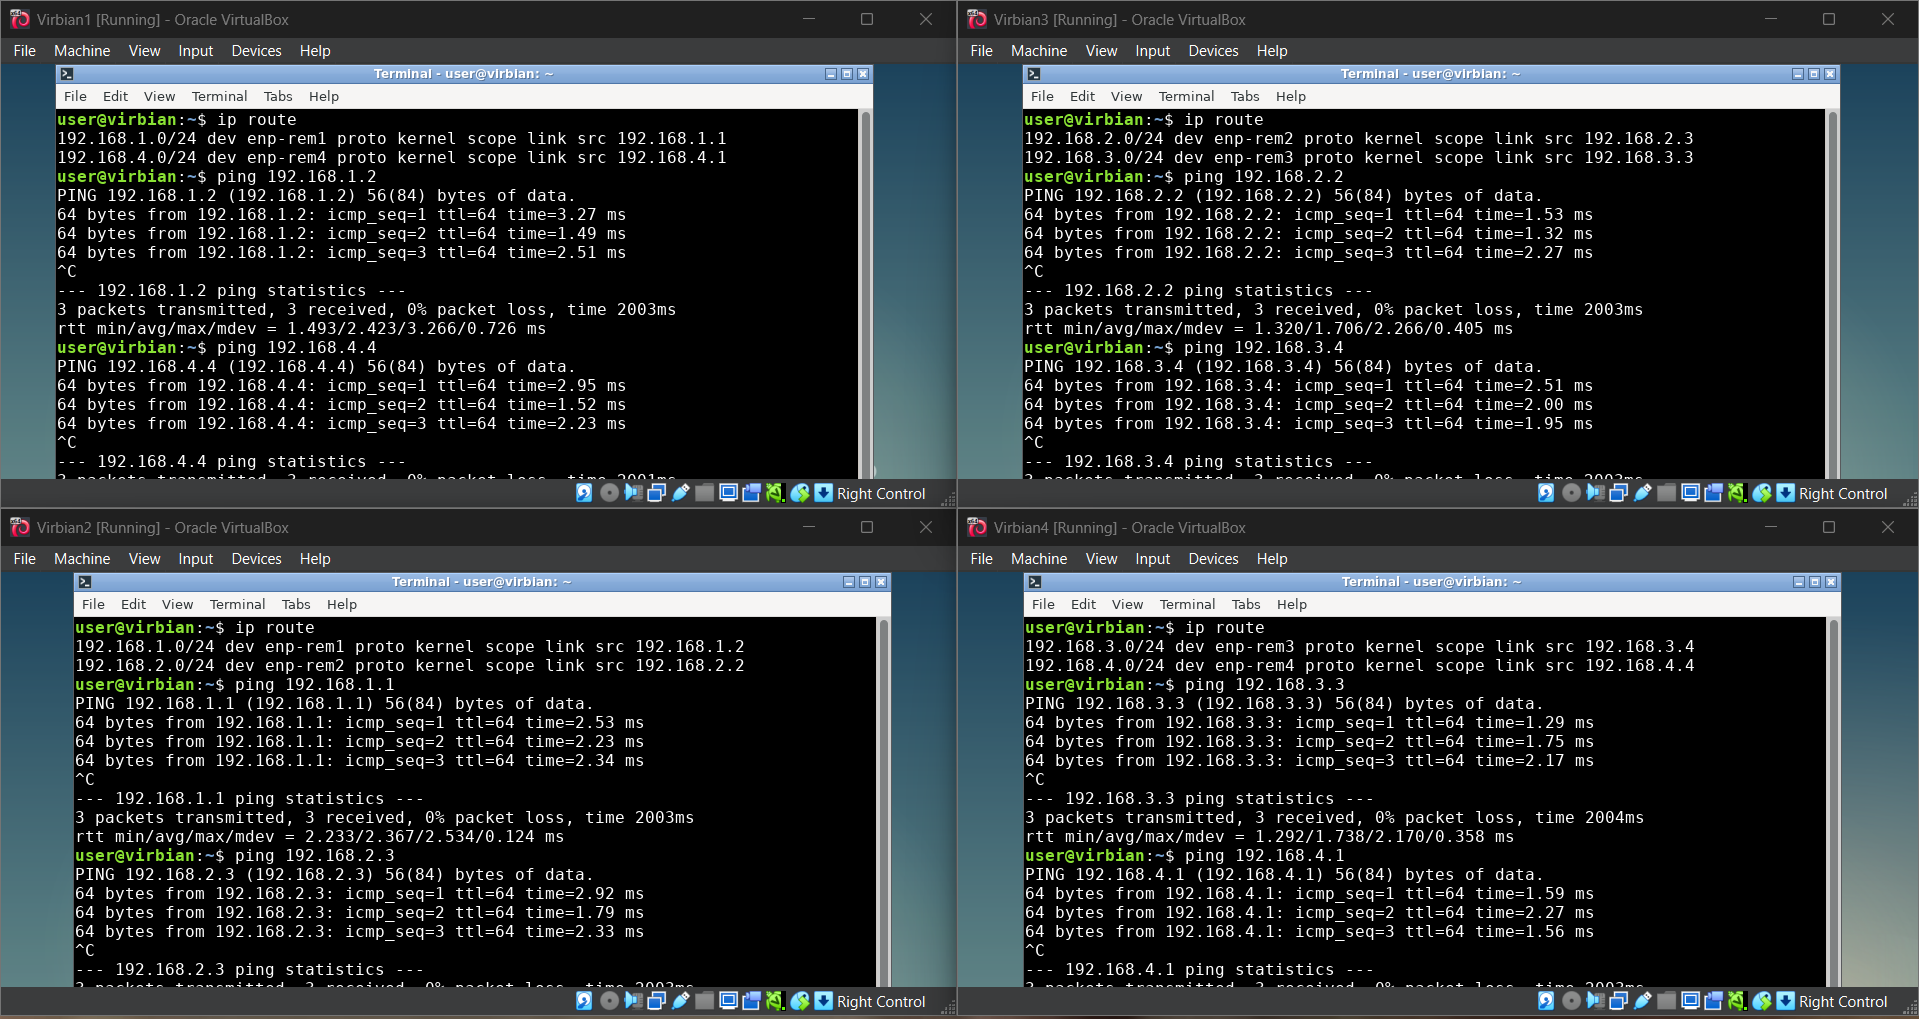 Virbian1 [Running] - Oracle VirtualBox
File Machine View Input Devices Help
Terminal - user@virbian: ~
File Edit View Terminal Tabs Help
user@virbian:~$ ip route
192.168.1.0/24 dev enp-rem1 proto kernel scope link src 192.168.1.1
192.168.4.0/24 dev enp-rem4 proto kernel scope link src 192.168.4.1
user@virbian:~$ ping 192.168.1.2
PING 192.168.1.2 (192.168.1.2) 56(84) bytes of data.
64 bytes from 192.168.1.2: icmp_seq=1 ttl=64 time=3.27 ms
64 bytes from 192.168.1.2: icmp_seq=2 ttl=64 time=1.49 ms
64 bytes from 192.168.1.2: icmp_seq=3 ttl=64 time=2.51 ms
^C
--- 192.168.1.2 ping statistics ---
3 packets transmitted, 3 received, 0% packet loss, time 2003ms
rtt min/avg/max/mdev = 1.493/2.423/3.266/0.726 ms
user@virbian:~$ ping 192.168.4.4
PING 192.168.4.4 (192.168.4.4) 56(84) bytes of data.
64 bytes from 192.168.4.4: icmp_seq=1 ttl=64 time=2.95 ms
64 bytes from 192.168.4.4: icmp_seq=2 ttl=64 time=1.52 ms
64 bytes from 192.168.4.4: icmp_seq=3 ttl=64 time=2.23 ms
^C
--- 192.168.4.4 ping statistics ---
3 packets transmitted, 3 received, 0% packet loss, time 2001ms
Right Control
Virbian3 [Running] - Oracle VirtualBox
File Machine View Input Devices Help
Terminal - user@virbian: ~
File Edit View Terminal Tabs Help
user@virbian:~$ ip route
192.168.2.0/24 dev enp-rem2 proto kernel scope link src 192.168.2.3
192.168.3.0/24 dev enp-rem3 proto kernel scope link src 192.168.3.3
user@virbian:~$ ping 192.168.2.2
PING 192.168.2.2 (192.168.2.2) 56(84) bytes of data.
64 bytes from 192.168.2.2: icmp_seq=1 ttl=64 time=1.53 ms
64 bytes from 192.168.2.2: icmp_seq=2 ttl=64 time=1.32 ms
64 bytes from 192.168.2.2: icmp_seq=3 ttl=64 time=2.27 ms
^C
--- 192.168.2.2 ping statistics ---
3 packets transmitted, 3 received, 0% packet loss, time 2003ms
rtt min/avg/max/mdev = 1.320/1.706/2.266/0.405 ms
user@virbian:~$ ping 192.168.3.4
PING 192.168.3.4 (192.168.3.4) 56(84) bytes of data.
64 bytes from 192.168.3.4: icmp_seq=1 ttl=64 time=2.51 ms
64 bytes from 192.168.3.4: icmp_seq=2 ttl=64 time=2.00 ms
64 bytes from 192.168.3.4: icmp_seq=3 ttl=64 time=1.95 ms
^C
--- 192.168.3.4 ping statistics ---
3 packets transmitted, 3 received, 0% packet loss, time 2003ms
Right Control
Virbian2 [Running] - Oracle VirtualBox
File Machine View Input Devices Help
Terminal - user@virbian: ~
File Edit View Terminal Tabs Help
user@virbian:~$ ip route
192.168.1.0/24 dev enp-rem1 proto kernel scope link src 192.168.1.2
192.168.2.0/24 dev enp-rem2 proto kernel scope link src 192.168.2.2
user@virbian:~$ ping 192.168.1.1
PING 192.168.1.1 (192.168.1.1) 56(84) bytes of data.
64 bytes from 192.168.1.1: icmp_seq=1 ttl=64 time=2.53 ms
64 bytes from 192.168.1.1: icmp_seq=2 ttl=64 time=2.23 ms
64 bytes from 192.168.1.1: icmp_seq=3 ttl=64 time=2.34 ms
^C
--- 192.168.1.1 ping statistics ---
3 packets transmitted, 3 received, 0% packet loss, time 2003ms
rtt min/avg/max/mdev = 2.233/2.367/2.534/0.124 ms
user@virbian:~$ ping 192.168.2.3
PING 192.168.2.3 (192.168.2.3) 56(84) bytes of data.
64 bytes from 192.168.2.3: icmp_seq=1 ttl=64 time=2.92 ms
64 bytes from 192.168.2.3: icmp_seq=2 ttl=64 time=1.79 ms
64 bytes from 192.168.2.3: icmp_seq=3 ttl=64 time=2.33 ms
^C
--- 192.168.2.3 ping statistics ---
3 packets transmitted, 3 received, 0% packet loss, time 2003ms
Right Control
Virbian4 [Running] - Oracle VirtualBox
File Machine View Input Devices Help
Terminal - user@virbian: ~
File Edit View Terminal Tabs Help
user@virbian:~$ ip route
192.168.3.0/24 dev enp-rem3 proto kernel scope link src 192.168.3.4
192.168.4.0/24 dev enp-rem4 proto kernel scope link src 192.168.4.4
user@virbian:~$ ping 192.168.3.3
PING 192.168.3.3 (192.168.3.3) 56(84) bytes of data.
64 bytes from 192.168.3.3: icmp_seq=1 ttl=64 time=1.29 ms
64 bytes from 192.168.3.3: icmp_seq=2 ttl=64 time=1.75 ms
64 bytes from 192.168.3.3: icmp_seq=3 ttl=64 time=2.17 ms
^C
--- 192.168.3.3 ping statistics ---
3 packets transmitted, 3 received, 0% packet loss, time 2004ms
rtt min/avg/max/mdev = 1.292/1.738/2.170/0.358 ms
user@virbian:~$ ping 192.168.4.1
PING 192.168.4.1 (192.168.4.1) 56(84) bytes of data.
64 bytes from 192.168.4.1: icmp_seq=1 ttl=64 time=1.59 ms
64 bytes from 192.168.4.1: icmp_seq=2 ttl=64 time=2.27 ms
64 bytes from 192.168.4.1: icmp_seq=3 ttl=64 time=1.56 ms
^C
--- 192.168.4.1 ping statistics ---
3 packets transmitted, 3 received, 0% packet loss, time 2003ms
Right Control